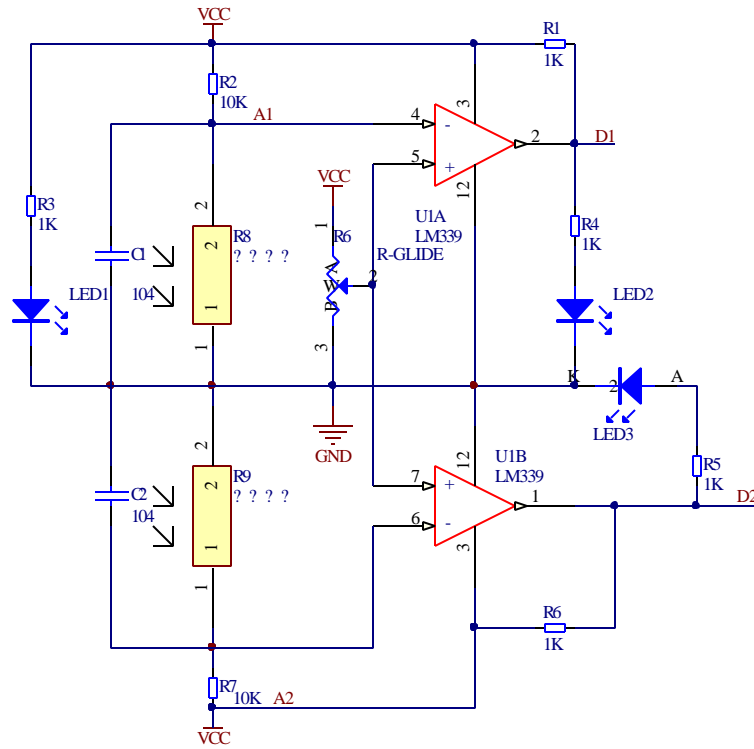 VCC
R1
1K
R2
10K
A1
4
-
3
2
D1
5
+
12
VCC
R3
1K
2
1
U1A
LM339
R4
1K
C1
2
R8
? ? ? ?
R6
R-GLIDE
A
W
2
B
LED1
104
1
LED2
1
3
K
2
A
LED3
GND
2
12
U1B
LM339
R5
1K
C2
2
R9
? ? ? ?
7
+
1
D2
104
6
-
1
3
1
R6
1K
R7
10K
A2
VCC